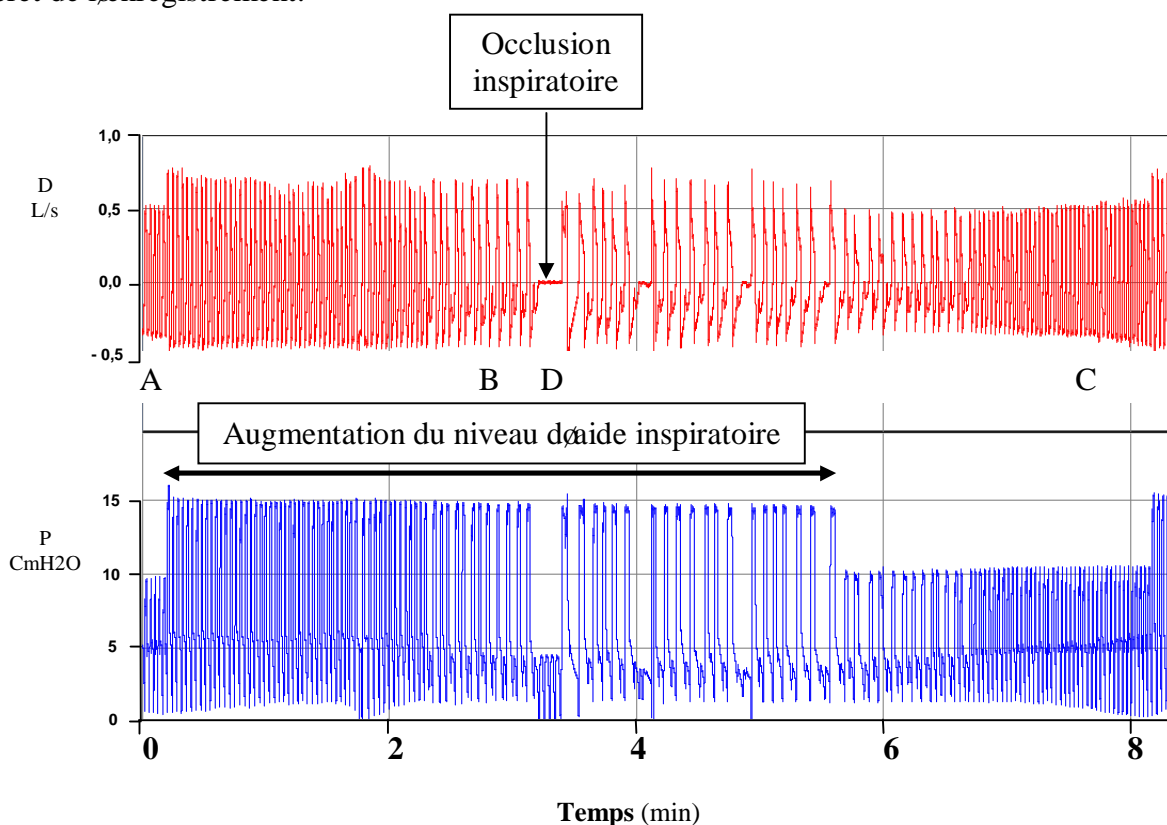 Occlusion
inspiratoire
1,0
D
L/s
0,5
0,0
- 0,5
A B D C
Augmentation du niveau døaide inspiratoire
15
P
CmH2O
10
5
0
0 2 4 6 8
Temps (min)